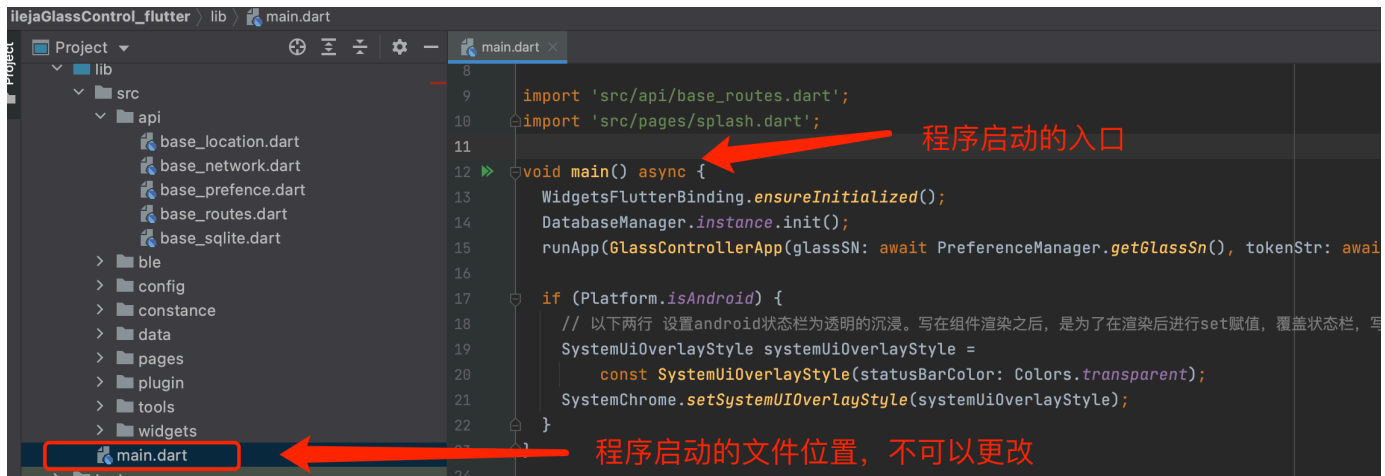 ilejaGlassControl_flutter 〉 lib 〉 main.dart
Project
Project
main.dart
lib
src
api
base_location.dart
base_network.dart
base_prefence.dart
base_routes.dart
base_sqlite.dart
ble
config
constance
data
pages
plugin
tools
widgets
main.dart
8
9 import 'src/api/base_routes.dart';
10 import 'src/pages/splash.dart';
11
程序启动的入口
12 void main() async {
13 WidgetsFlutterBinding.ensureInitialized();
14 DatabaseManager.instance.init();
15 runApp(GlassControllerApp(glassSN: await PreferenceManager.getGlassSn(), tokenStr: awai
16
17 if (Platform.isAndroid) {
18 // 以下两行 设置android状态栏为透明的沉浸。写在组件渲染之后，是为了在渲染后进行set赋值，覆盖状态栏，写
19 SystemUiOverlayStyle systemUiOverlayStyle =
20 const SystemUiOverlayStyle(statusBarColor: Colors.transparent);
21 SystemChrome.setSystemUIOverlayStyle(systemUiOverlayStyle);
22 }
23 }
程序启动的文件位置，不可以更改
24